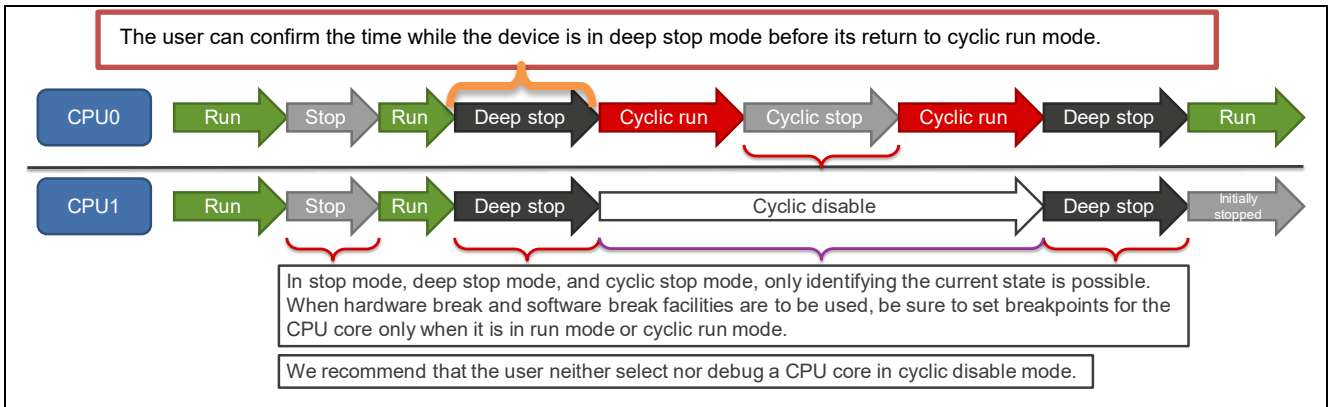 The user can confirm the time while the device is in deep stop mode before its return to cyclic run mode.
CPU0
Run
Stop
Run
Deep stop
Cyclic run
Cyclic stop
Cyclic run
Deep stop
Run
CPU1
Run
Stop
Run
Deep stop
Cyclic disable
Deep stop
Initially
stopped
In stop mode, deep stop mode, and cyclic stop mode, only identifying the current state is possible.
When hardware break and software break facilities are to be used, be sure to set breakpoints for the
CPU core only when it is in run mode or cyclic run mode.
We recommend that the user neither select nor debug a CPU core in cyclic disable mode.